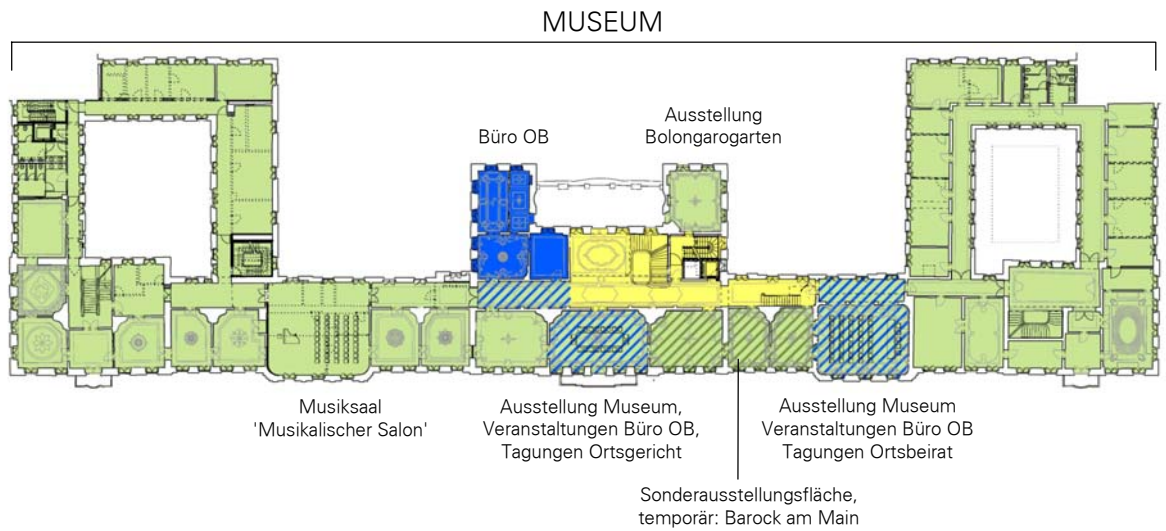 MUSEUM
Büro OB
Ausstellung
Bolongarogarten
Musiksaal
'Musikalischer Salon'
Ausstellung Museum,
Veranstaltungen Büro OB,
Tagungen Ortsgericht
Ausstellung Museum
Veranstaltungen Büro OB
Tagungen Ortsbeirat
Sonderausstellungsfläche,
temporär: Barock am Main